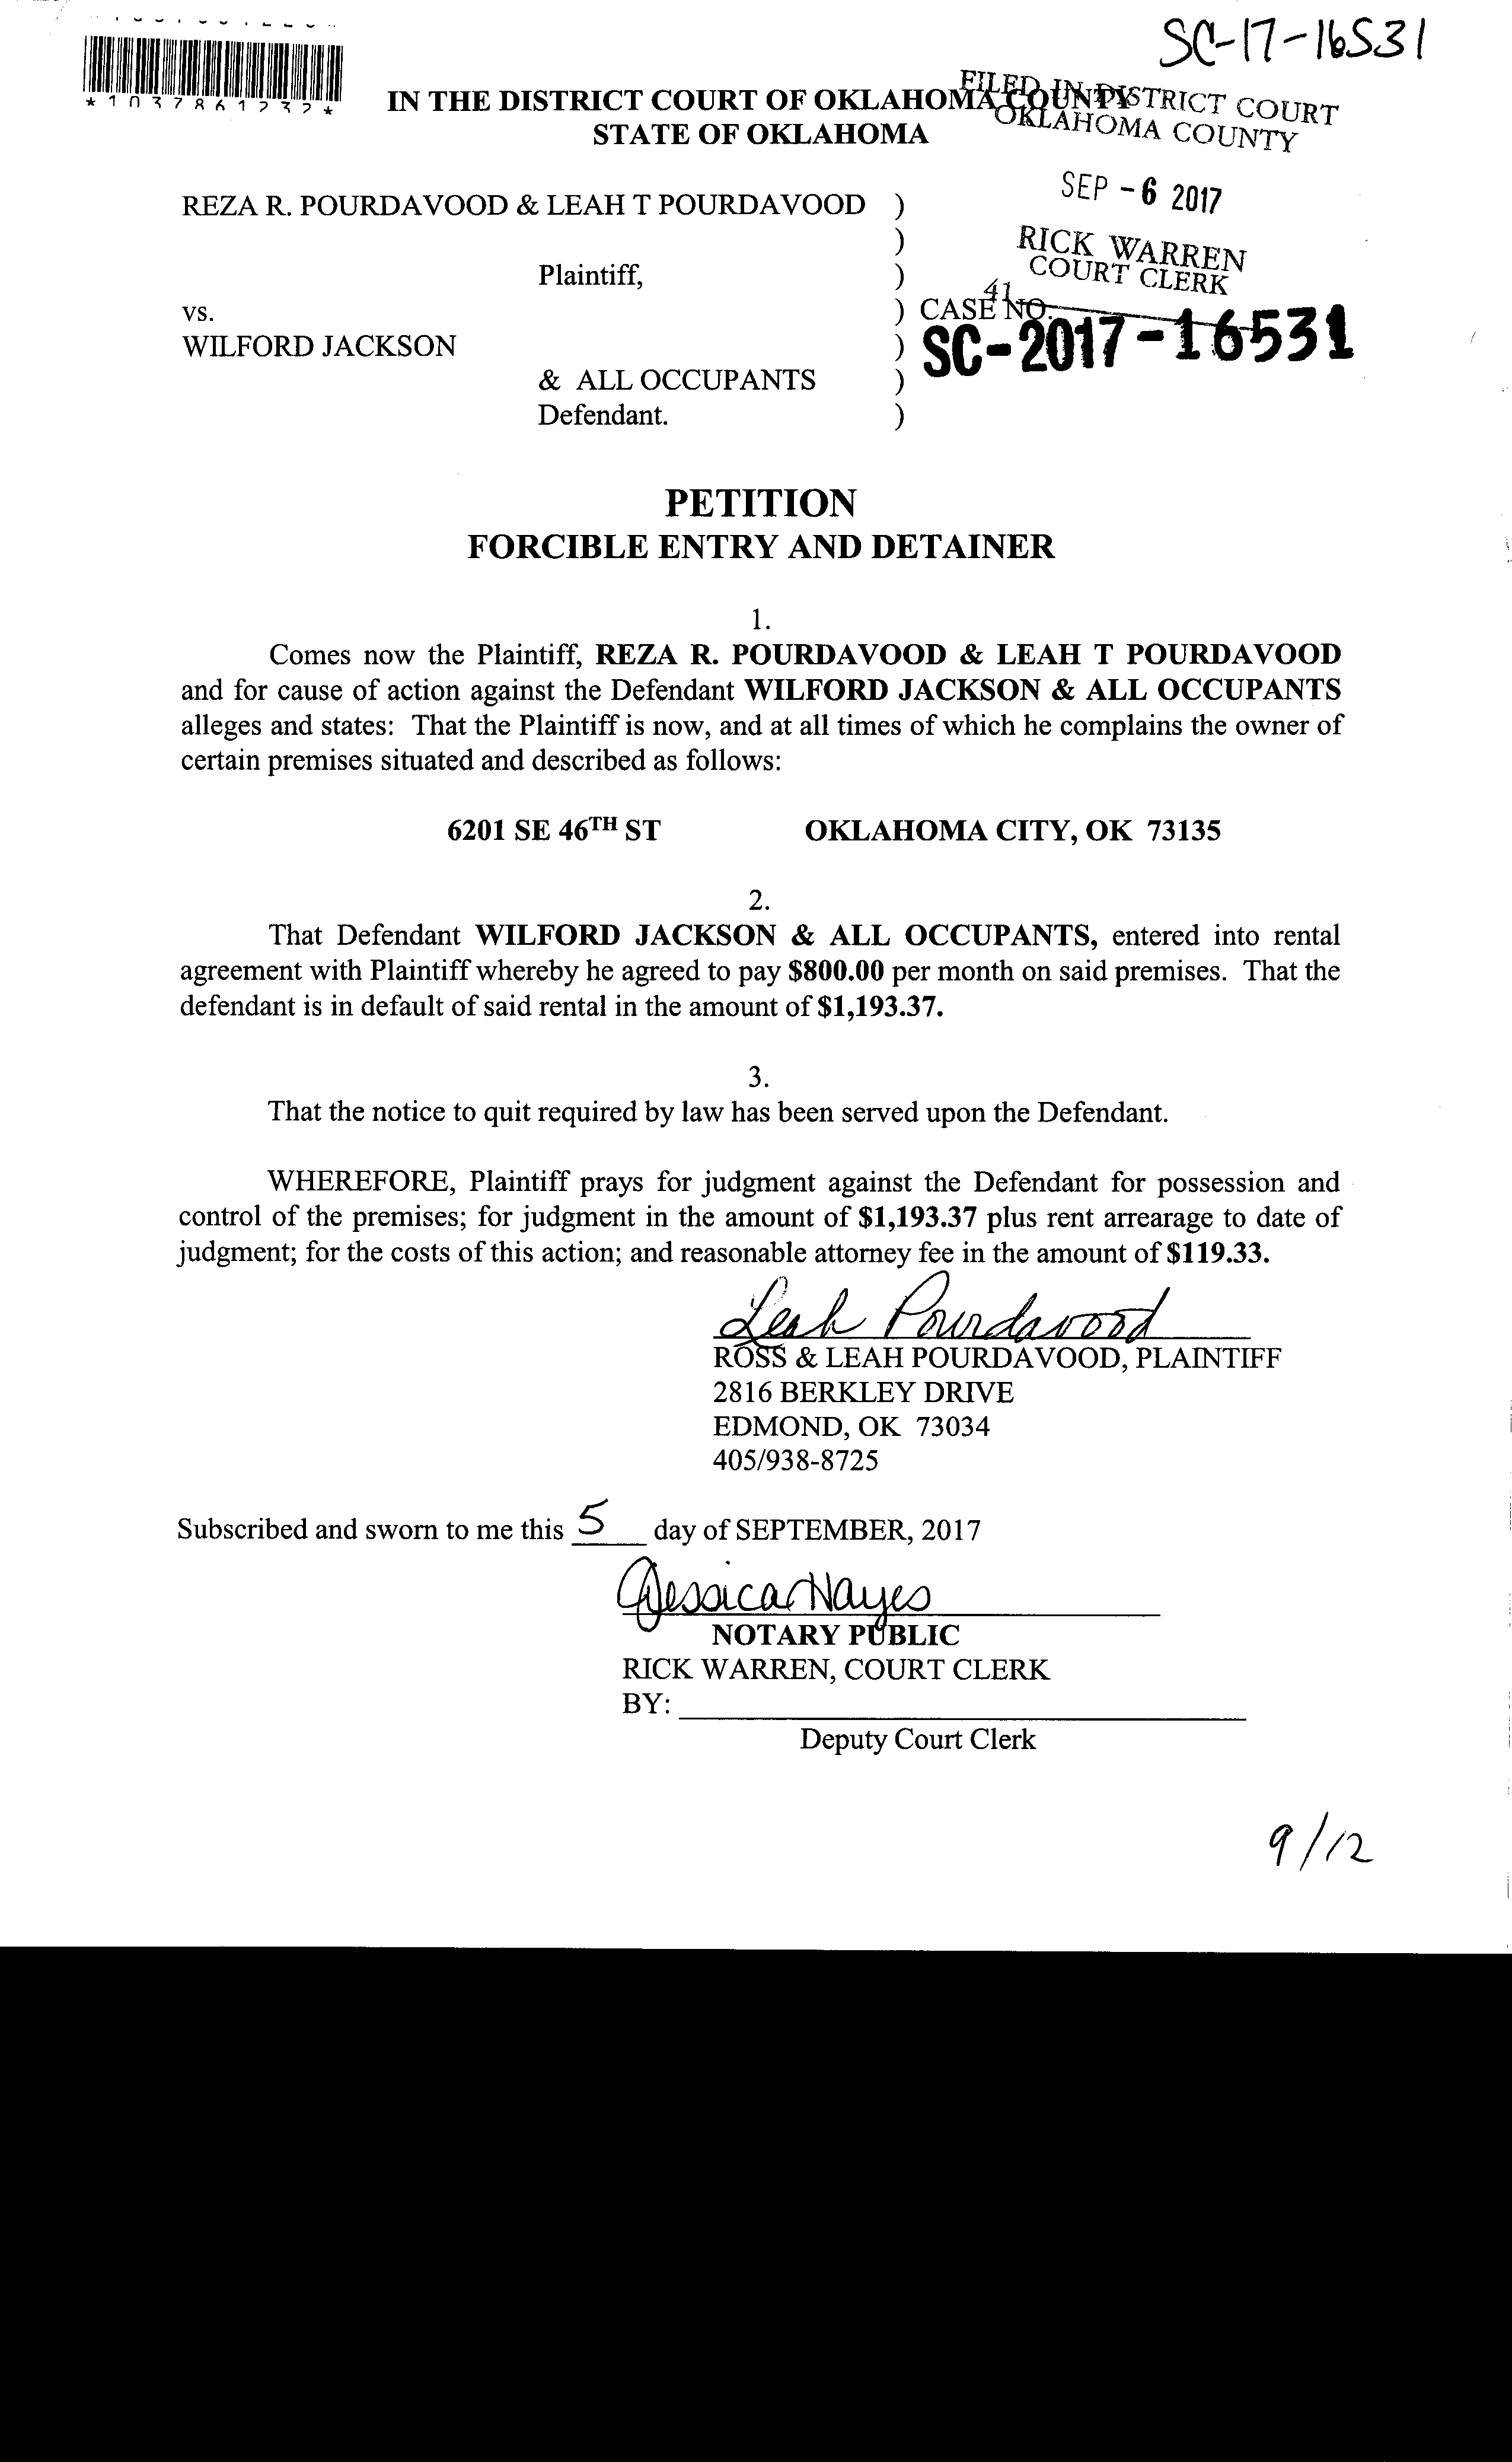 SC-17-16531
*1037861232*
IN THE DISTRICT COURT OF OKLAHOMA COUNTY
STATE OF OKLAHOMA
FILED IN DISTRICT COURT
OKLAHOMA COUNTY
SEP -6 2017
RICK WARREN
COURT CLERK
41
REZA R. POURDAVOOD & LEAH T POURDAVOOD )
)
Plaintiff, )
vs. ) CASE NO.
SC-2017-16531
WILFORD JACKSON )
& ALL OCCUPANTS )
Defendant. )
PETITION
FORCIBLE ENTRY AND DETAINER
1.
Comes now the Plaintiff, REZA R. POURDAVOOD & LEAH T POURDAVOOD
and for cause of action against the Defendant WILFORD JACKSON & ALL OCCUPANTS
alleges and states: That the Plaintiff is now, and at all times of which he complains the owner of
certain premises situated and described as follows:
6201 SE 46TH ST OKLAHOMA CITY, OK 73135
2.
That Defendant WILFORD JACKSON & ALL OCCUPANTS, entered into rental
agreement with Plaintiff whereby he agreed to pay $800.00 per month on said premises. That the
defendant is in default of said rental in the amount of $1,193.37.
3.
That the notice to quit required by law has been served upon the Defendant.
WHEREFORE, Plaintiff prays for judgment against the Defendant for possession and
control of the premises; for judgment in the amount of $1,193.37 plus rent arrearage to date of
judgment; for the costs of this action; and reasonable attorney fee in the amount of $119.33.
Leah Pourdavood
ROSS & LEAH POURDAVOOD, PLAINTIFF
2816 BERKLEY DRIVE
EDMOND, OK 73034
405/938-8725
Subscribed and sworn to me this 5 day of SEPTEMBER, 2017
Jessica Hayes
NOTARY PUBLIC
RICK WARREN, COURT CLERK
BY:
Deputy Court Clerk
9/12